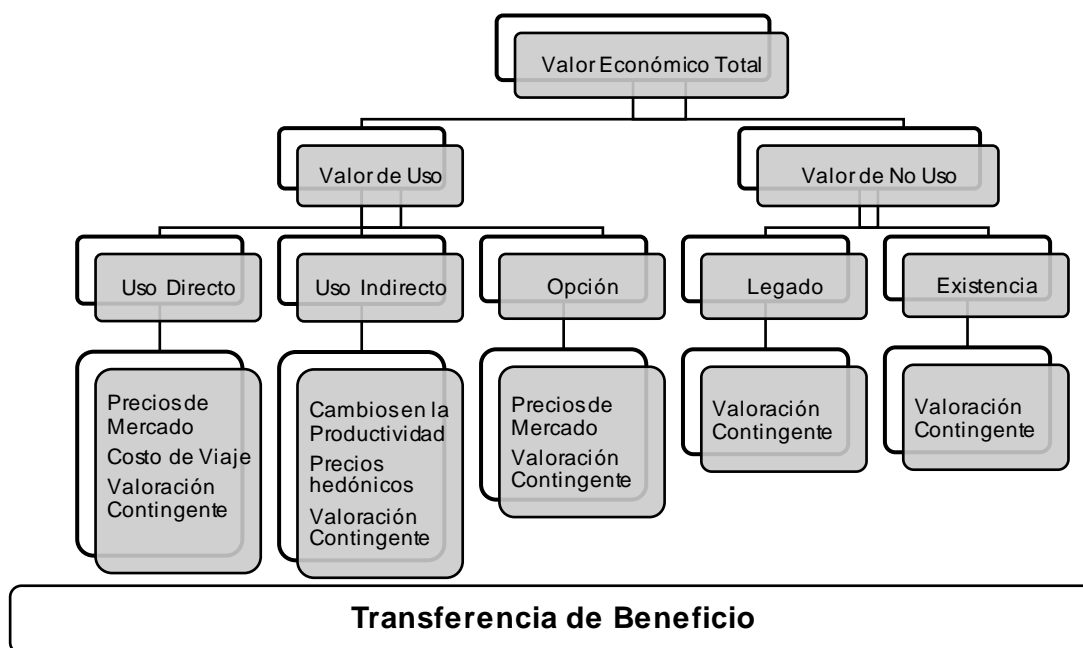 Valor Económico Total
Valor de Uso
Valor de No Uso
Uso Directo
Uso Indirecto
Opción
Legado
Existencia
Precios de
Mercado
Costo de Viaje
Valoración
Contingente
Cambios en la
Productividad
Precios
hedónicos
Valoración
Contingente
Precios de
Mercado
Valoración
Contingente
Valoración
Contingente
Valoración
Contingente
Transferencia de Beneficio